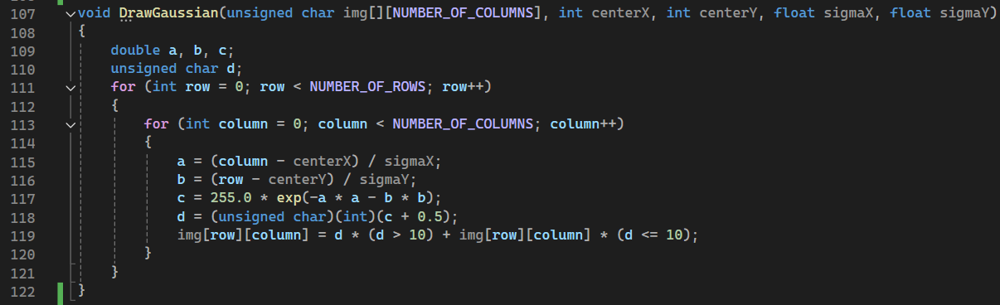 107 void DrawGaussian(unsigned char img[][NUMBER_OF_COLUMNS], int centerX, int centerY, float sigmaX, float sigmaY)
108 {
109     double a, b, c;
110     unsigned char d;
111     for (int row = 0; row < NUMBER_OF_ROWS; row++)
112     {
113         for (int column = 0; column < NUMBER_OF_COLUMNS; column++)
114         {
115             a = (column - centerX) / sigmaX;
116             b = (row - centerY) / sigmaY;
117             c = 255.0 * exp(-a * a - b * b);
118             d = (unsigned char)(int)(c + 0.5);
119             img[row][column] = d * (d > 10) + img[row][column] * (d <= 10);
120         }
121     }
122 }